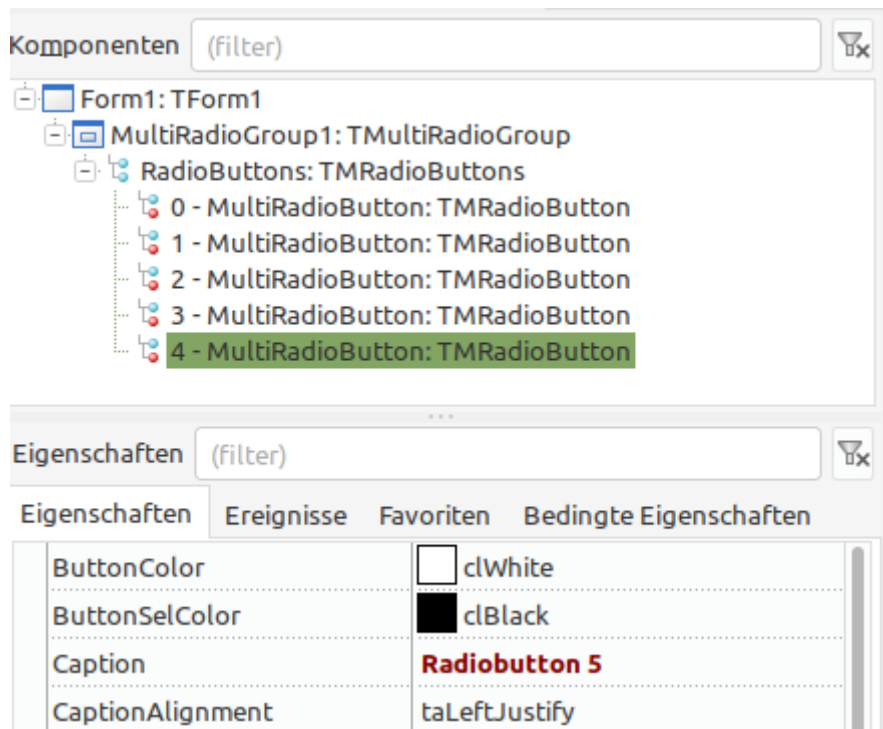 Komponenten (filter)
Form1: TForm1
MultiRadioGroup1: TMultiRadioGroup
RadioButtons: TMRadioButtons
0 - MultiRadioButton: TMRadioButton
1 - MultiRadioButton: TMRadioButton
2 - MultiRadioButton: TMRadioButton
3 - MultiRadioButton: TMRadioButton
4 - MultiRadioButton: TMRadioButton
Eigenschaften (filter)
Eigenschaften Ereignisse Favoriten Bedingte Eigenschaften
ButtonColor clWhite
ButtonSelColor clBlack
Caption Radiobutton 5
CaptionAlignment taLeftJustify